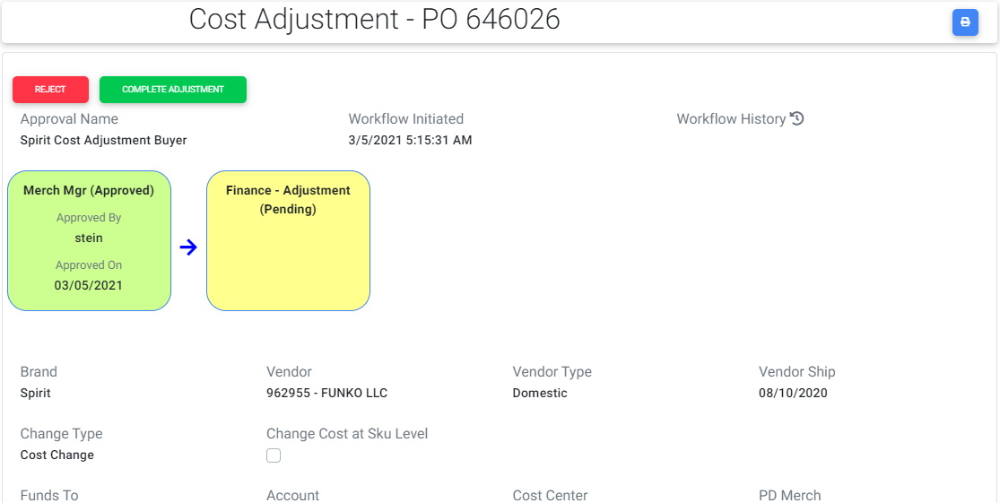 Cost Adjustment - PO 646026
REJECT
COMPLETE ADJUSTMENT
Approval Name
Workflow Initiated
Workflow History
Spirit Cost Adjustment Buyer
3/5/2021 5:15:31 AM
Merch Mgr (Approved)
Approved By
stein
Approved On
03/05/2021
Finance - Adjustment
(Pending)
Brand
Vendor
Vendor Type
Vendor Ship
Spirit
962955 - FUNKO LLC
Domestic
08/10/2020
Change Type
Change Cost at Sku Level
Cost Change
Funds To
Account
Cost Center
PD Merch